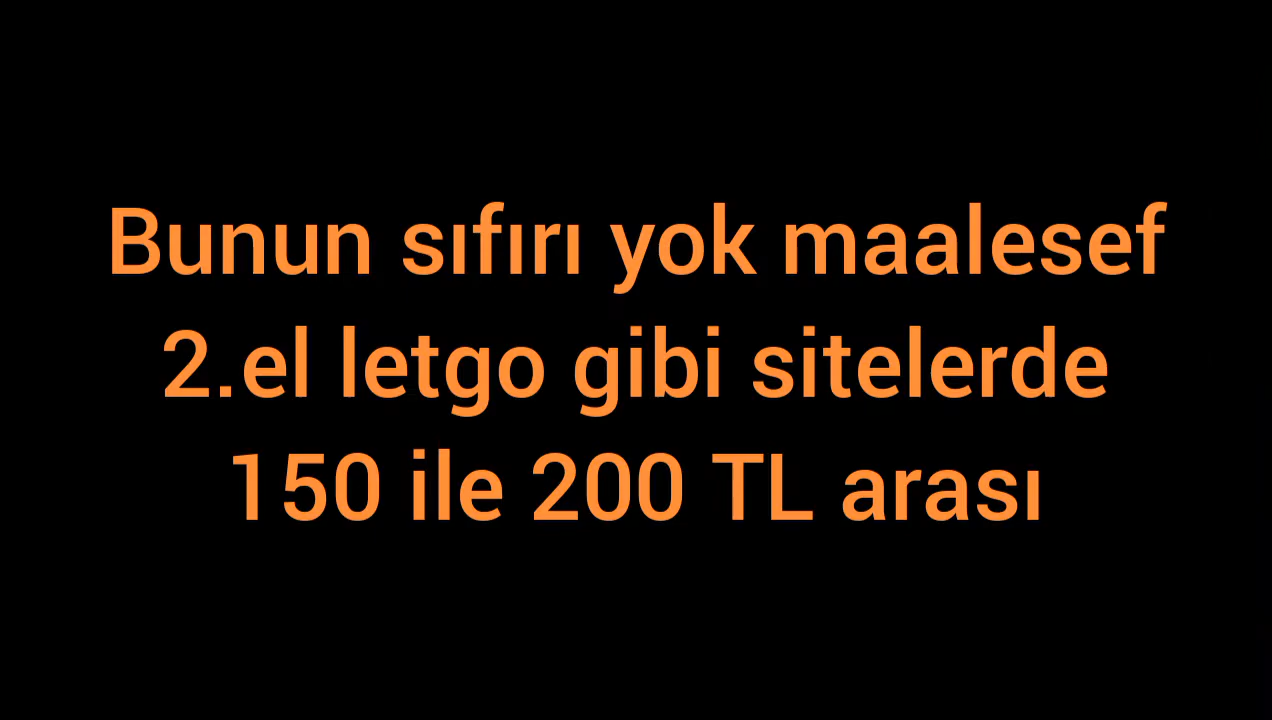 Bunun sıfırı yok maalesef
2.el letgo gibi sitelerde
150 ile 200 TL arası